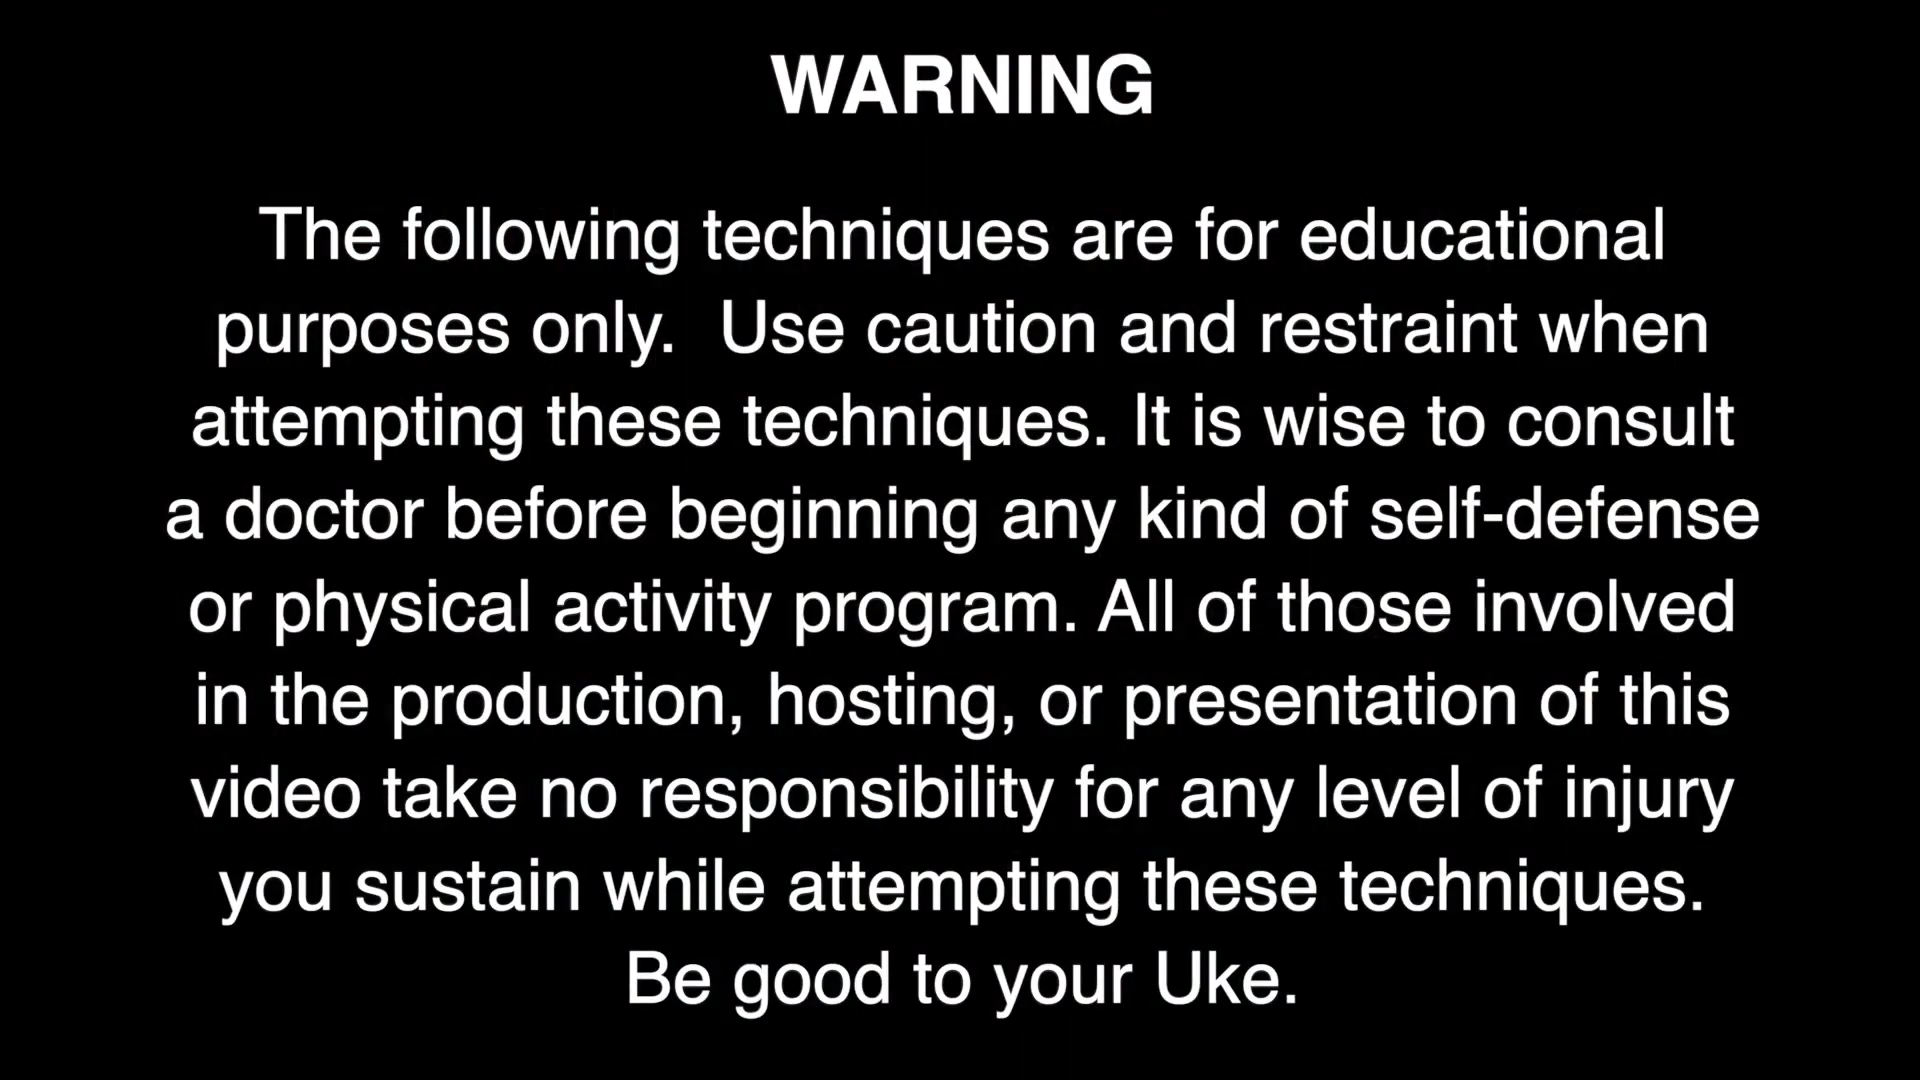 WARNING
The following techniques are for educational
purposes only.  Use caution and restraint when
attempting these techniques. It is wise to consult
a doctor before beginning any kind of self-defense
or physical activity program. All of those involved
in the production, hosting, or presentation of this
video take no responsibility for any level of injury
you sustain while attempting these techniques.
Be good to your Uke.